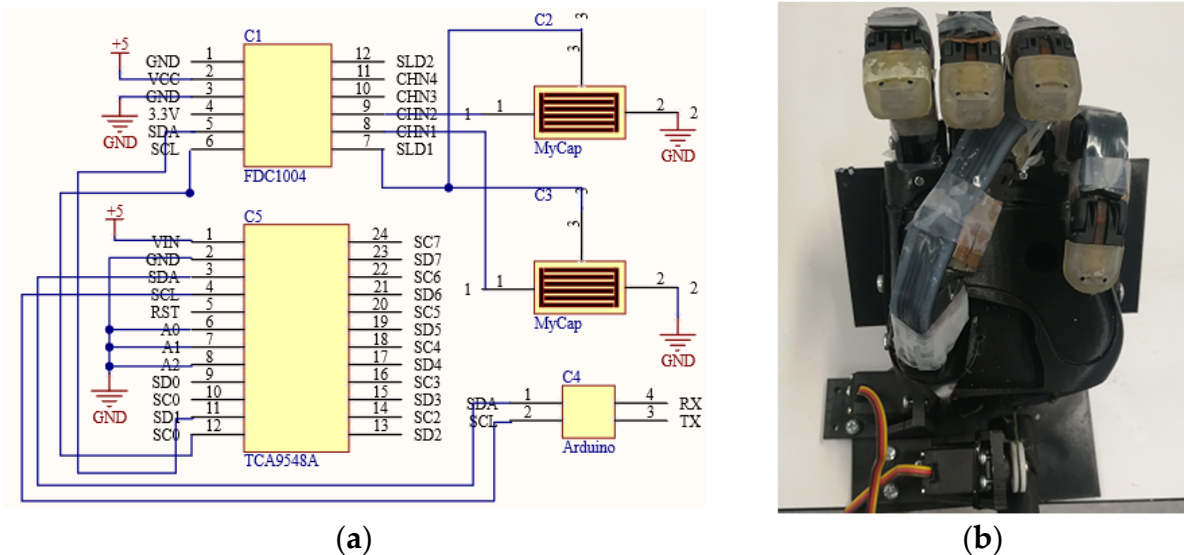 C1
+5
GND 1 12 SLD2
VCC 2 11 CHN4
GND 3 10 CHN3
3.3V 4 9 CHN2
SDA 5 8 CHN1
SCL 6 7 SLD1
GND
FDC1004
C2
3
3
1 1 2 2
MyCap
GND
C3
3
3
1 1 2 2
MyCap
GND
C5
+5
VIN 1 24 SC7
GND 2 23 SD7
SDA 3 22 SC6
SCL 4 21 SD6
RST 5 20 SC5
A0 6 19 SD5
A1 7 18 SC4
A2 8 17 SD4
SD0 9 16 SC3
SC0 10 15 SD3
SD1 11 14 SC2
SC0 12 13 SD2
GND
TCA9548A
C4
SDA 1 4 RX
SCL 2 3 TX
Arduino
(a)
(b)